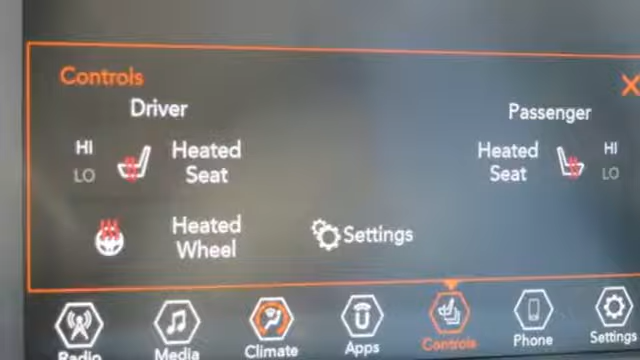 Controls
X
Driver
Passenger
HI
LO
Heated
Seat
Heated
Seat
HI
LO
Heated
Wheel
Settings
Radio
Media
Climate
Apps
Controls
Phone
Settings